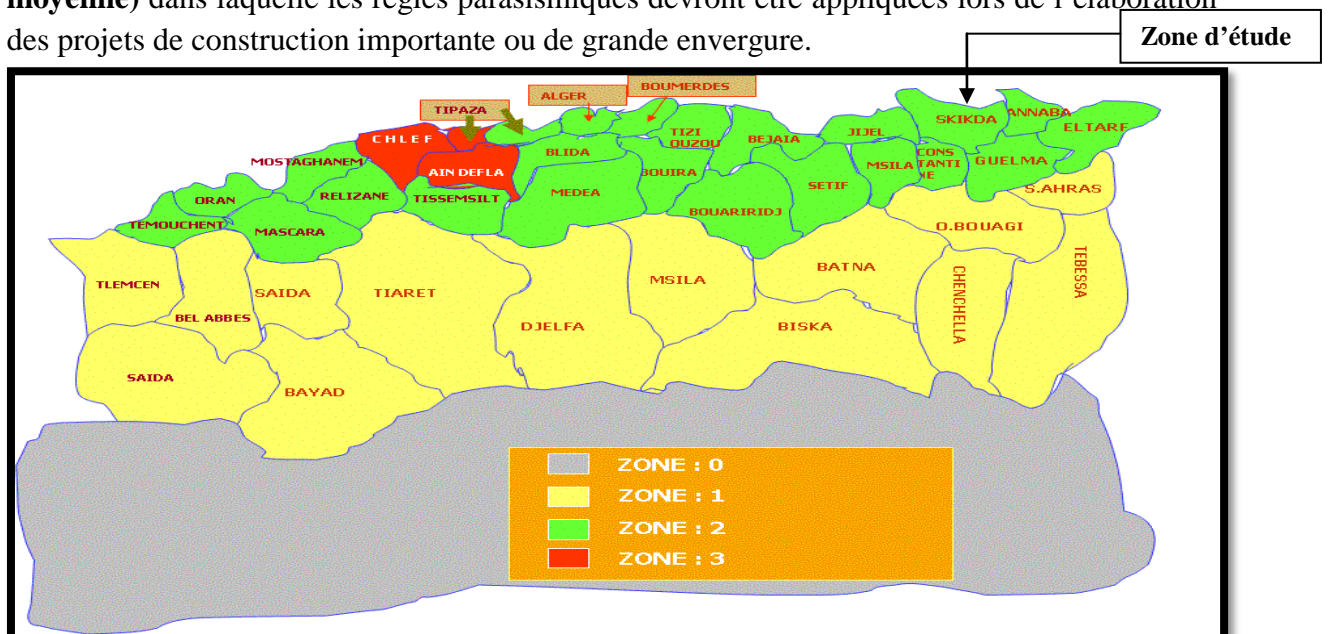 moyenne) dans laquelle les règles parasismiques devront être appliquées lors de l'élaboration
des projets de construction importante ou de grande envergure.
Zone d'étude
BOUMERDES
ALGER
TIPAZA
CHLEF
SKIKDA
ANNABA
ELTARF
TIZI
OUZOU
BEJAIA
JIJEL
BLIDA
MOSTAGHANEM
AIN DEFLA
BOUIRA
MSILA
CONS
TANTI
NE
GUELMA
ORAN
RELIZANE
TISSEMSILT
MEDEA
SETIF
S.AHRAS
BOUARIRIDJ
TEMOUCHENT
MASCARA
O.BOUAGI
TEBESSA
TLEMCEN
SAIDA
TIARET
MSILA
BATNA
CHENCHELLA
BEL ABBES
DJELFA
BISKA
SAIDA
BAYAD
ZONE : 0
ZONE : 1
ZONE : 2
ZONE : 3